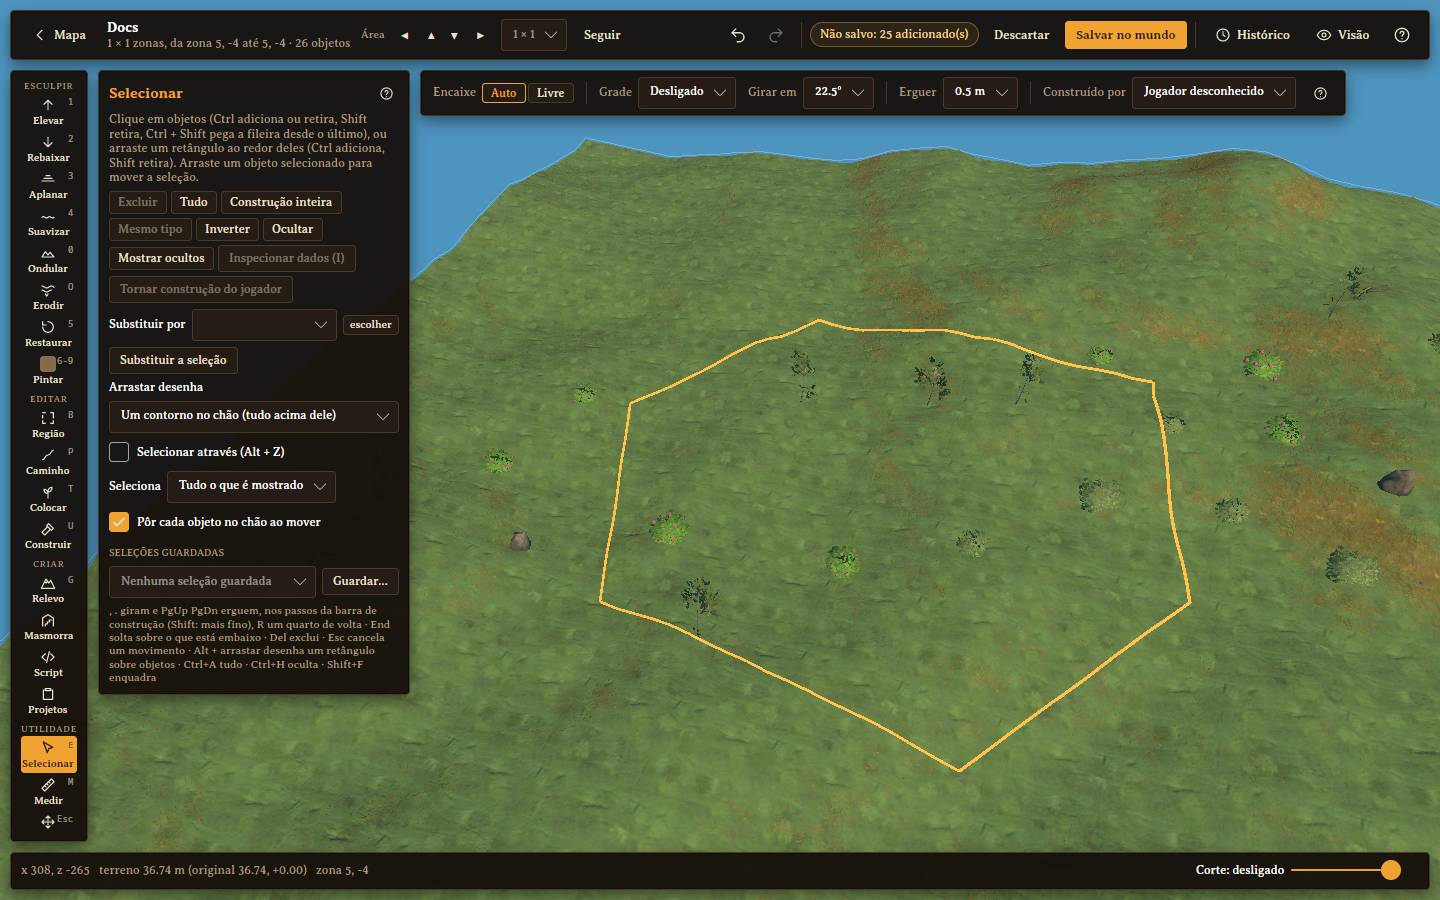 Mapa
Docs
1 × 1 zonas, da zona 5, -4 até 5, -4 · 26 objetos
Área
1 × 1
Seguir
Não salvo: 25 adicionado(s)
Descartar
Salvar no mundo
Histórico
Visão
ESCULPIR
1
Elevar
2
Rebaixar
3
Aplanar
4
Suavizar
0
Ondular
O
Erodir
5
Restaurar
6-9
Pintar
EDITAR
B
Região
P
Caminho
T
Colocar
U
Construir
CRIAR
G
Relevo
Masmorra
Script
Projetos
UTILIDADE
E
Selecionar
M
Medir
Esc
Selecionar
Clique em objetos (Ctrl adiciona ou retira, Shift
retira, Ctrl + Shift pega a fileira desde o último), ou
arraste um retângulo ao redor deles (Ctrl adiciona,
Shift retira). Arraste um objeto selecionado para
mover a seleção.
Excluir Tudo Construção inteira
Mesmo tipo Inverter Ocultar
Mostrar ocultos Inspecionar dados (I)
Tornar construção do jogador
Substituir por escolher
Substituir a seleção
Arrastar desenha
Um contorno no chão (tudo acima dele)
Selecionar através (Alt + Z)
Seleciona Tudo o que é mostrado
Pôr cada objeto no chão ao mover
SELEÇÕES GUARDADAS
Nenhuma seleção guardada Guardar...
, . giram e PgUp PgDn erguem, nos passos da barra de
construção (Shift: mais fino), R um quarto de volta · End
solta sobre o que está embaixo · Del exclui · Esc cancela
um movimento · Alt + arrastar desenha um retângulo
sobre objetos · Ctrl+A tudo · Ctrl+H oculta · Shift+F
enquadra
Encaixe Auto Livre Grade Desligado Girar em 22.5° Erguer 0.5 m Construído por Jogador desconhecido
x 308, z -265 terreno 36.74 m (original 36.74, +0.00) zona 5, -4
Corte: desligado